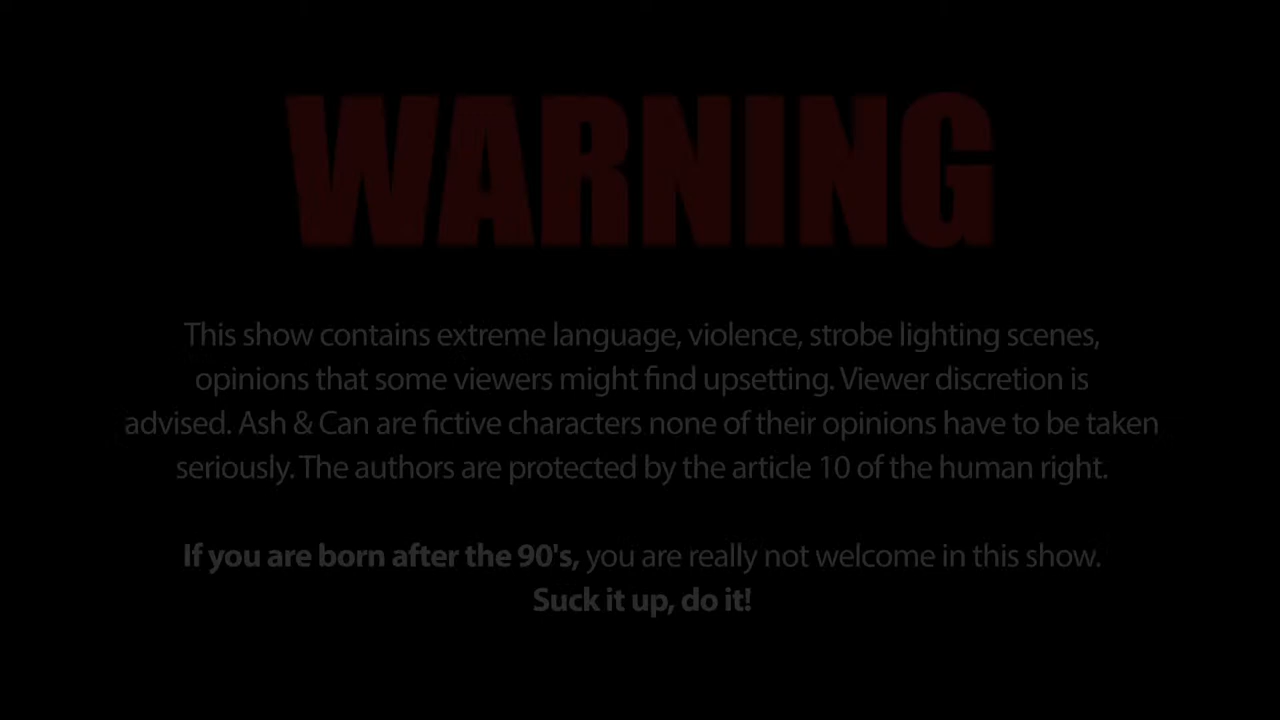 WARNING
This show contains extreme language, violence, strobe lighting scenes,
opinions that some viewers might find upsetting. Viewer discretion is
advised. Ash & Can are fictive characters none of their opinions have to be taken
seriously. The authors are protected by the article 10 of the human right.
If you are born after the 90's, you are really not welcome in this show.
Suck it up, do it!